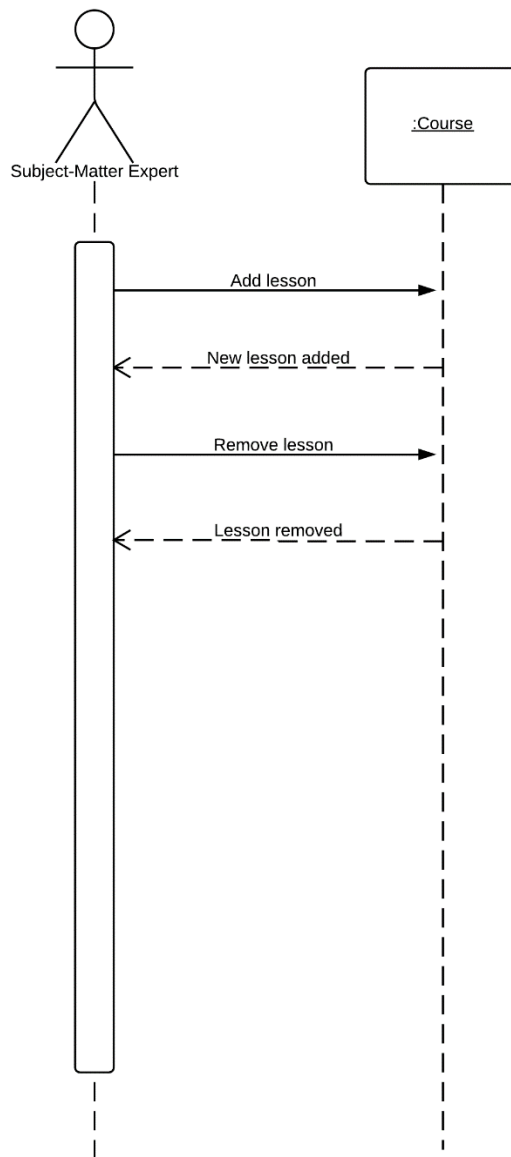 :Course
Subject-Matter Expert
Add lesson
New lesson added
Remove lesson
Lesson removed